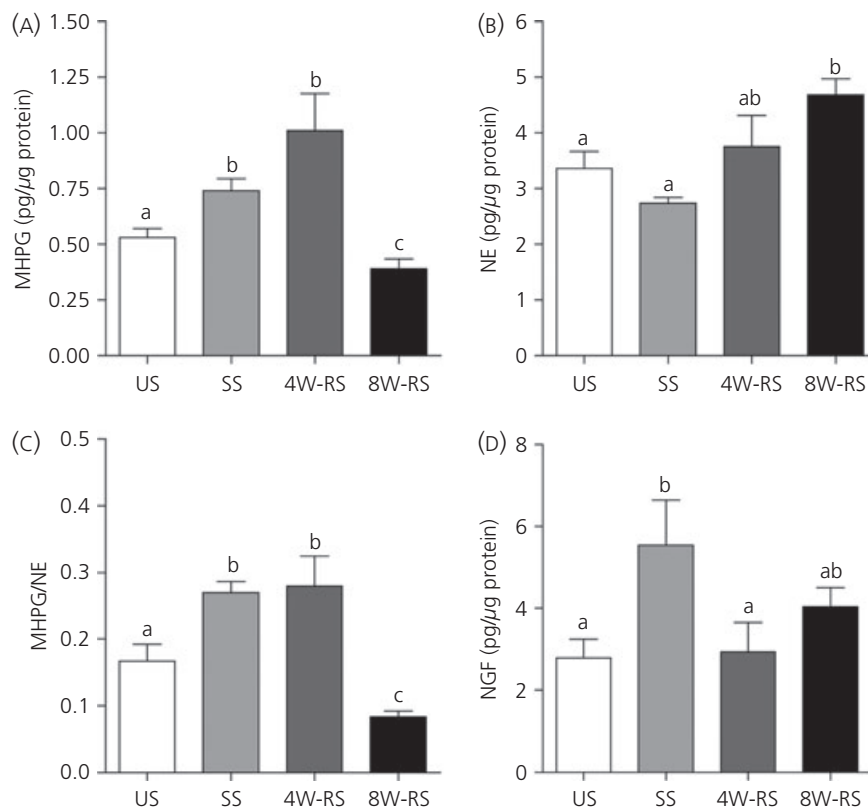 (A)
MHPG (pg/µg protein)
1.50
1.25
1.00
0.75
0.50
0.25
0.00
a
b
b
c
US SS 4W-RS 8W-RS
(B)
NE (pg/µg protein)
6
5
4
3
2
1
0
a
a
ab
b
US SS 4W-RS 8W-RS
(C)
MHPG/NE
0.5
0.4
0.3
0.2
0.1
0.0
a
b
b
c
US SS 4W-RS 8W-RS
(D)
NGF (pg/µg protein)
8
6
4
2
0
a
b
a
ab
US SS 4W-RS 8W-RS